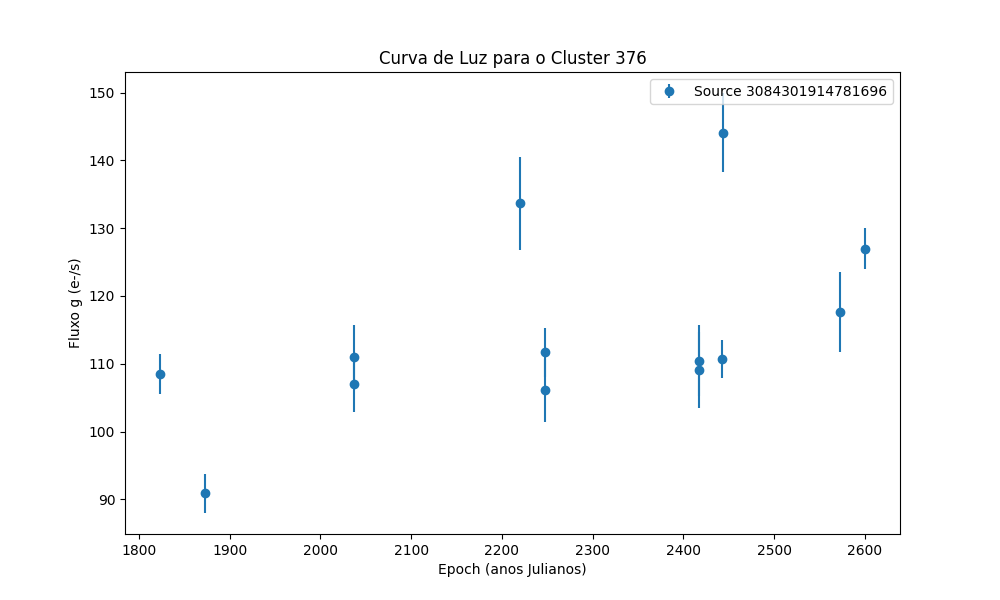 Curva de Luz para o Cluster 376
Source 3084301914781696
Fluxo g (e-/s)
150
140
130
120
110
100
90
1800 1900 2000 2100 2200 2300 2400 2500 2600
Epoch (anos Julianos)